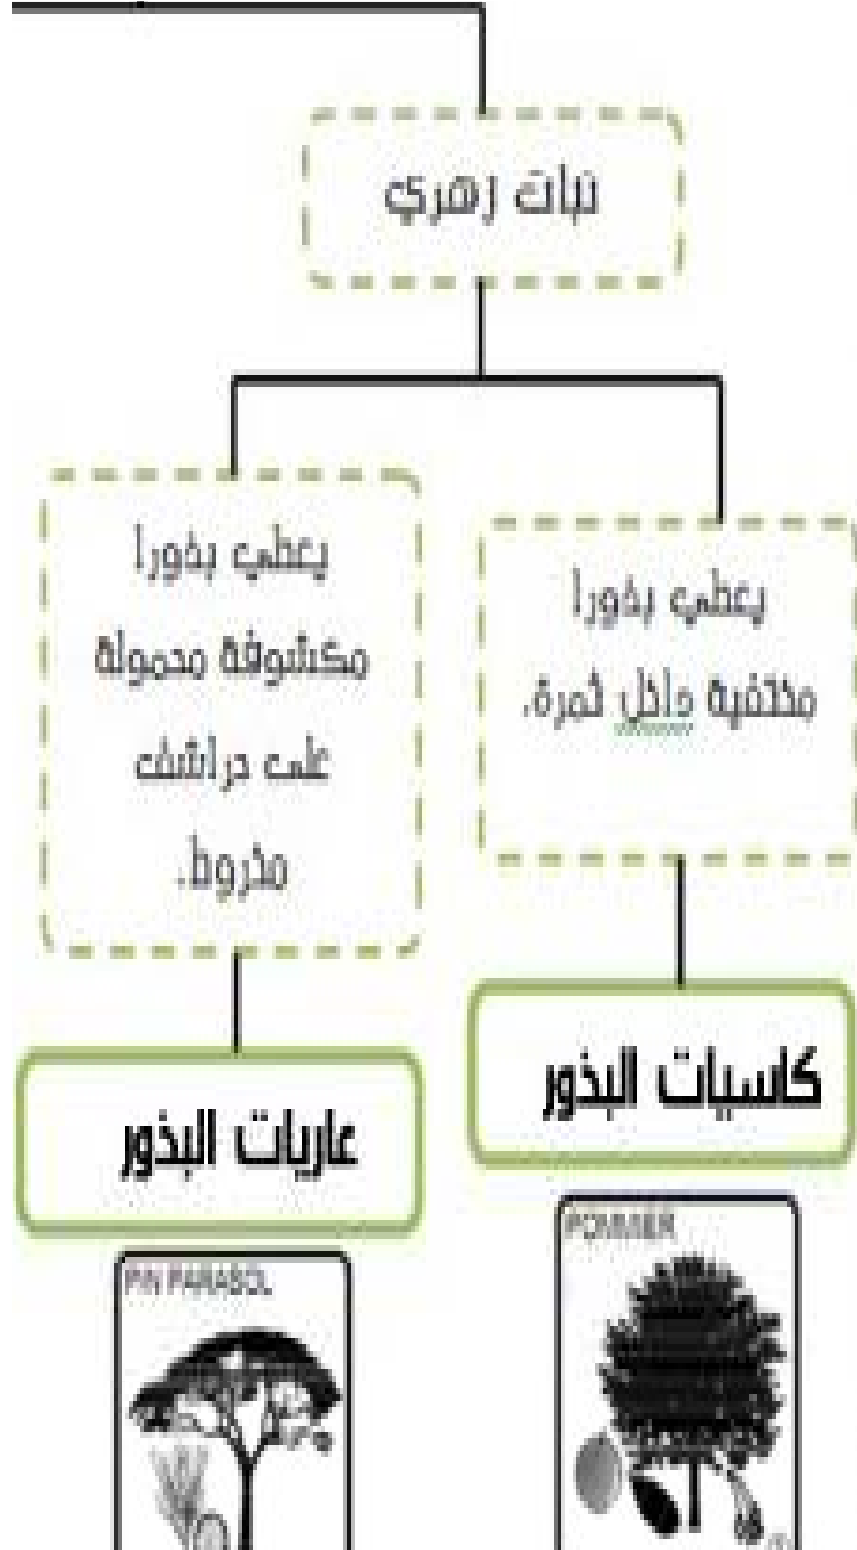 نبات زهري
يعطي بذورا
مختفية داخل ثمرة.
يعطي بذورا
مكشوفة محمولة
على حراشف
مخروط.
كاسيات البذور
عاريات البذور
POMMIER
PIN PARASOL